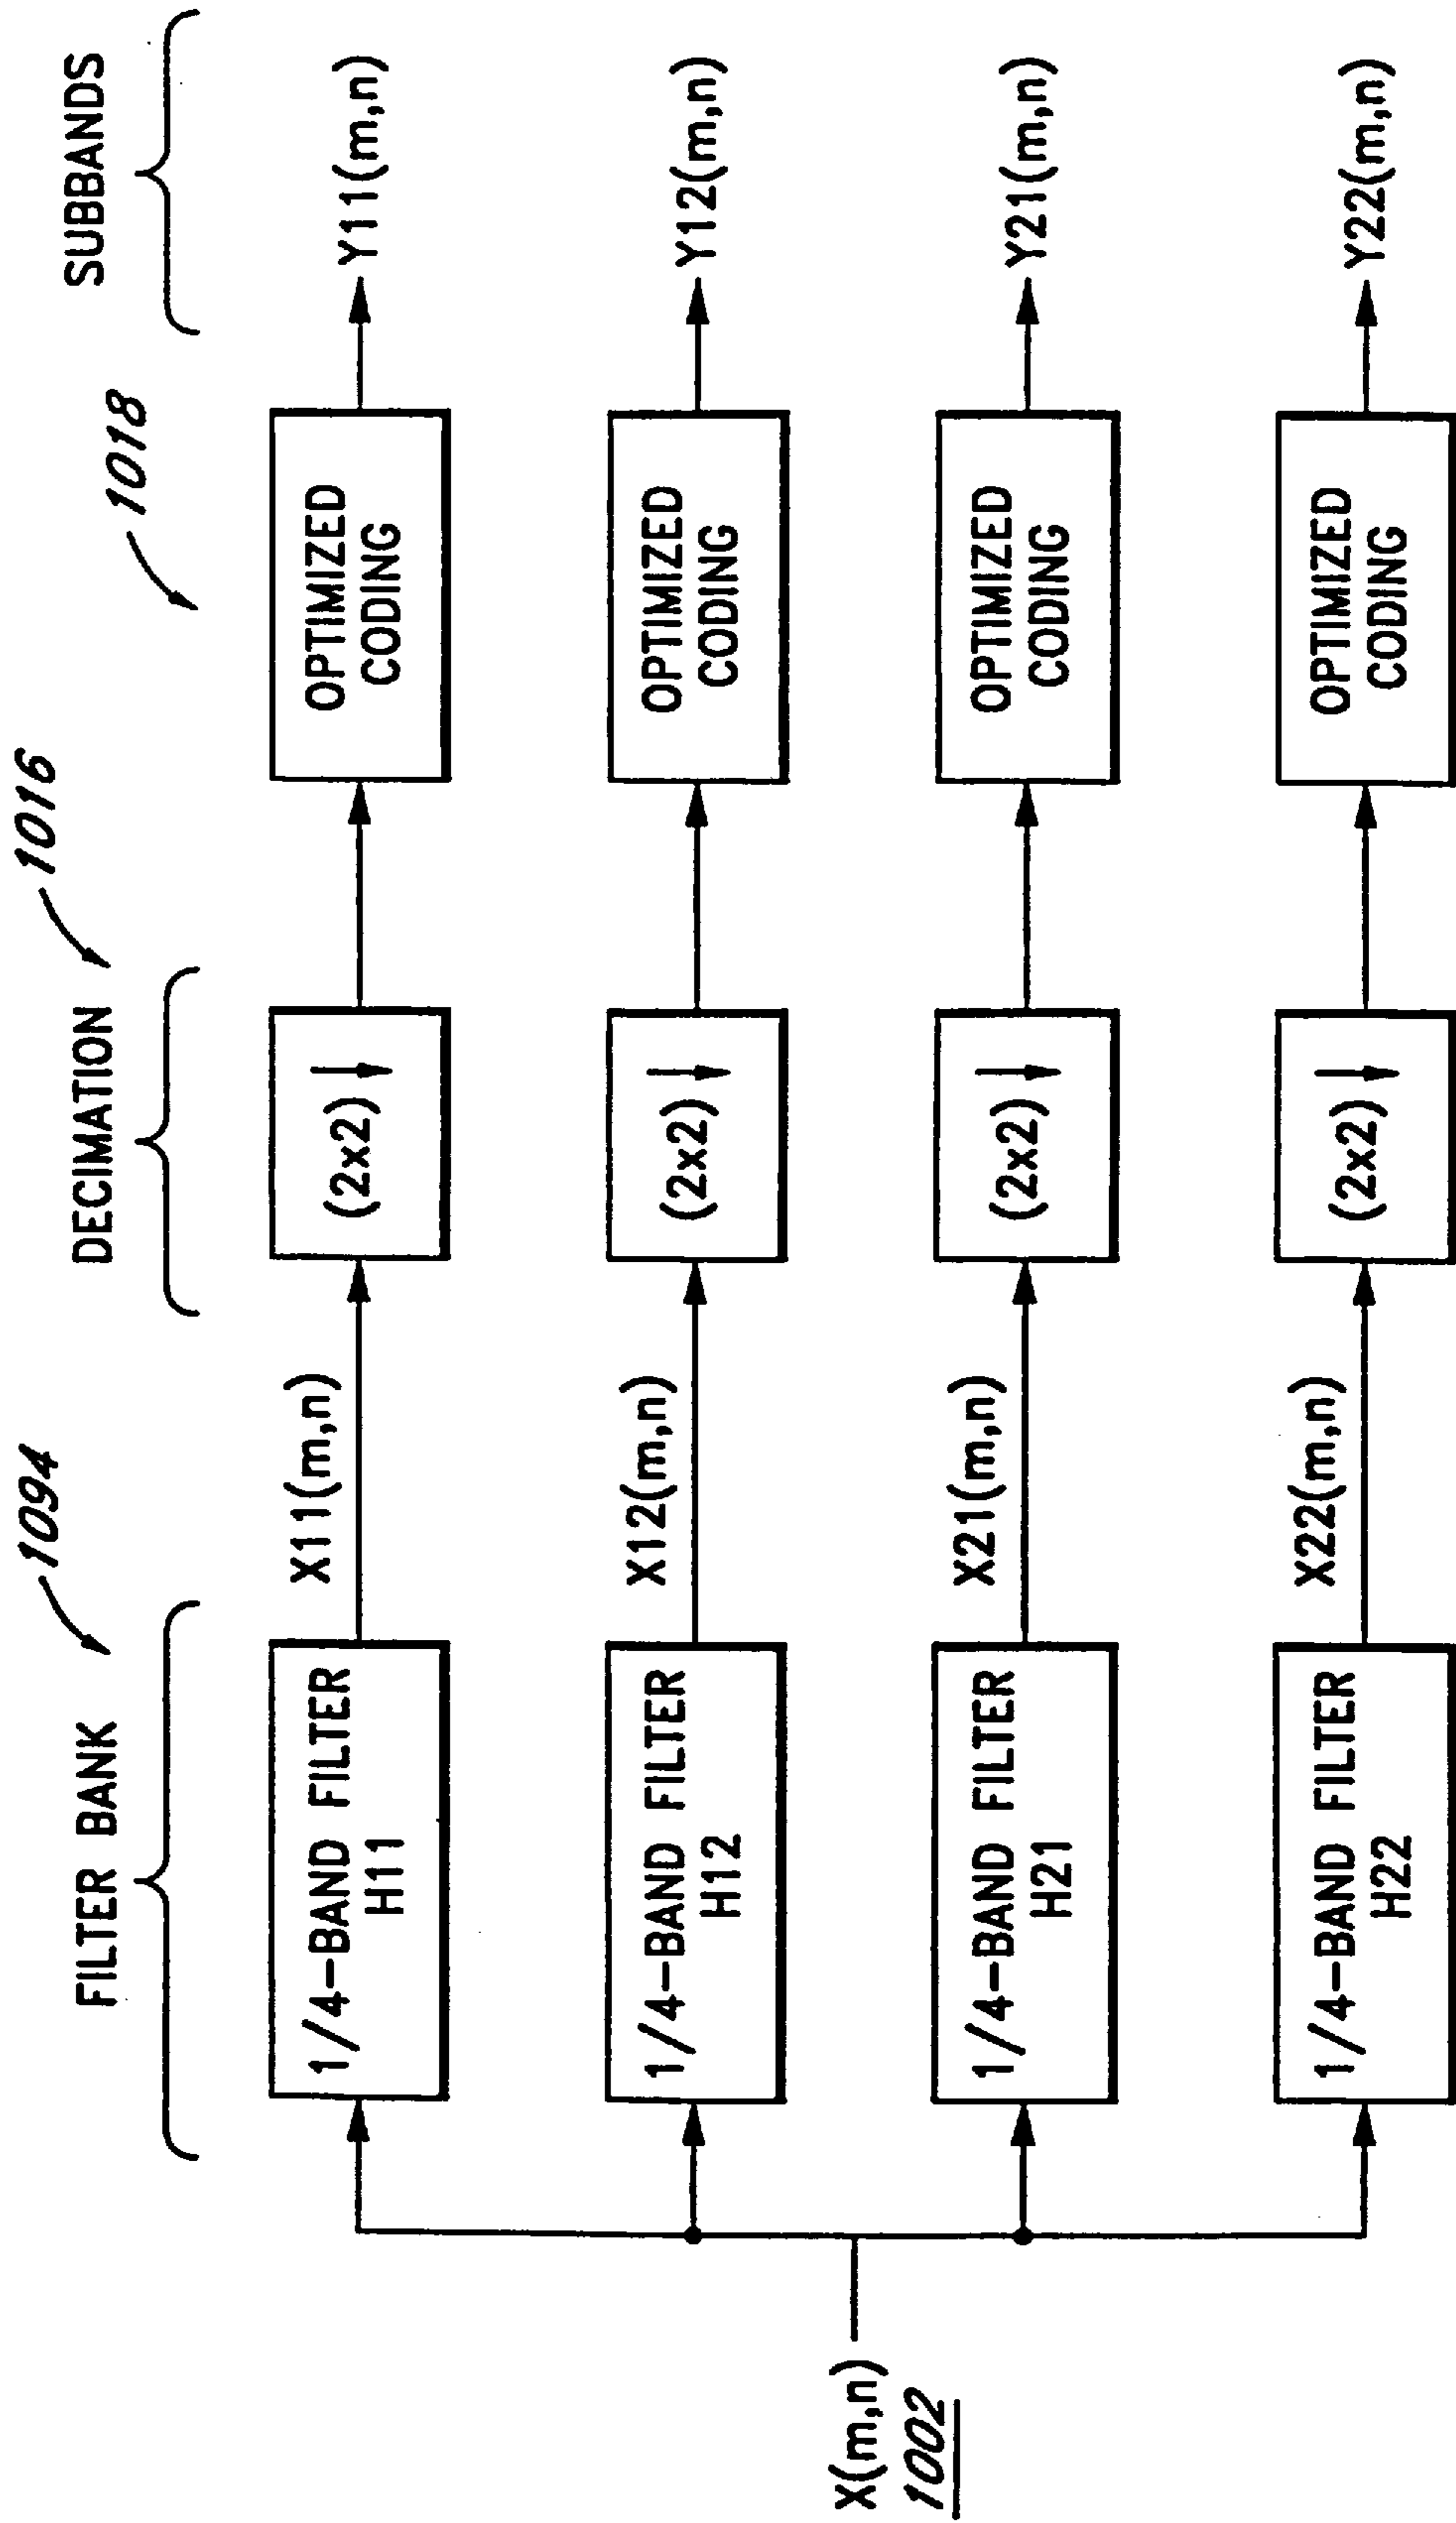 FILTER BANK
1094
DECIMATION
1016
1018
SUBBANDS
1/4-BAND FILTER
H11
X11(m,n)
(2x2)↓
OPTIMIZED
CODING
Y11(m,n)
1/4-BAND FILTER
H12
X12(m,n)
(2x2)↓
OPTIMIZED
CODING
Y12(m,n)
X(m,n)
1002
1/4-BAND FILTER
H21
X21(m,n)
(2x2)↓
OPTIMIZED
CODING
Y21(m,n)
1/4-BAND FILTER
H22
X22(m,n)
(2x2)↓
OPTIMIZED
CODING
Y22(m,n)